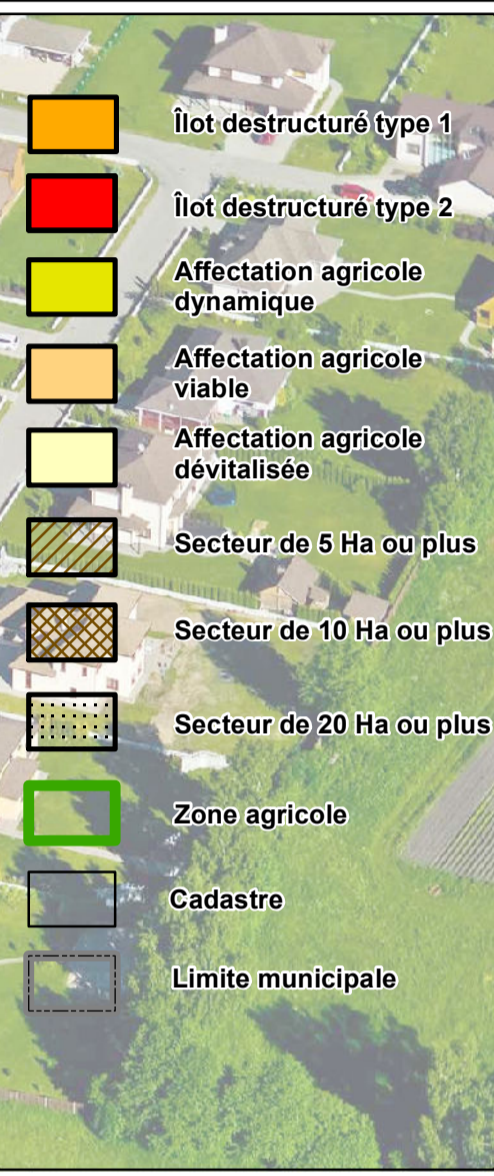 Îlot destructuré type 1
Îlot destructuré type 2
Affectation agricole
dynamique
Affectation agricole
viable
Affectation agricole
dévitalisée
Secteur de 5 Ha ou plus
Secteur de 10 Ha ou plus
Secteur de 20 Ha ou plus
Zone agricole
Cadastre
Limite municipale